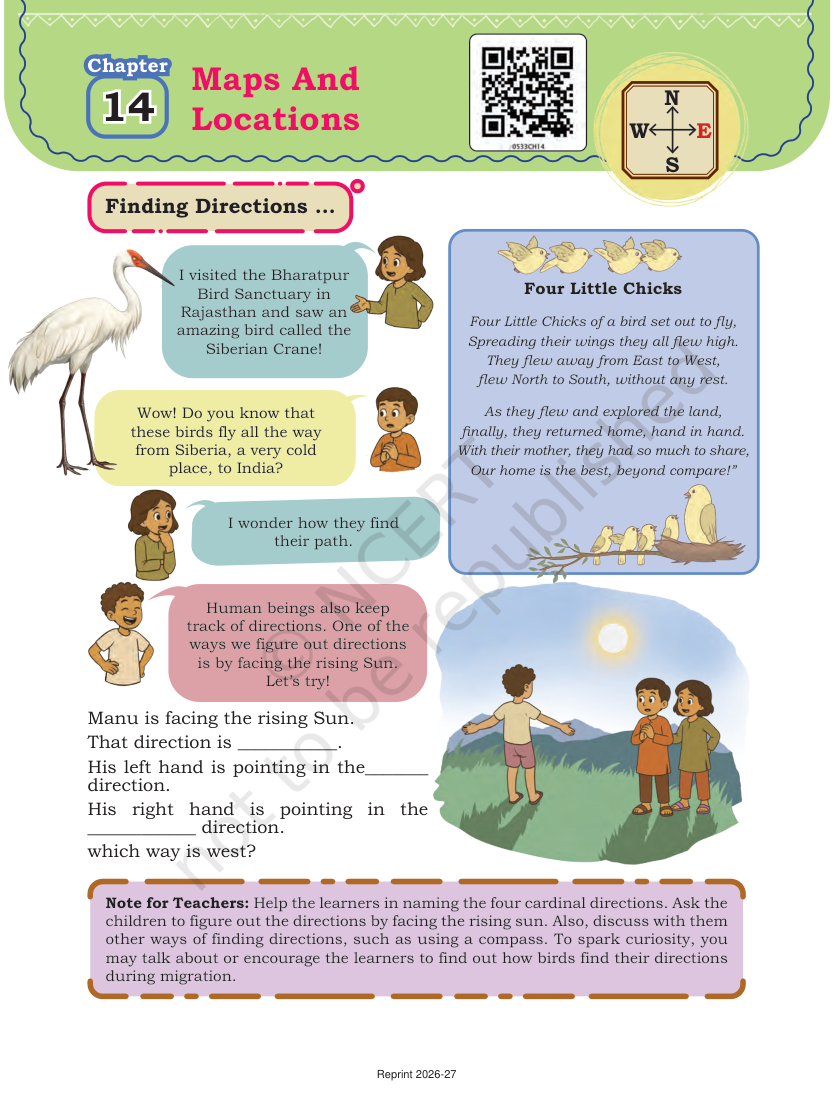 Chapter
14
Maps And
Locations
0533CH14
N
W E
S
Finding Directions ...
I visited the Bharatpur
Bird Sanctuary in
Rajasthan and saw an
amazing bird called the
Siberian Crane!
Wow! Do you know that
these birds fly all the way
from Siberia, a very cold
place, to India?
I wonder how they find
their path.
Human beings also keep
track of directions. One of the
ways we figure out directions
is by facing the rising Sun.
Let's try!
Four Little Chicks
Four Little Chicks of a bird set out to fly,
Spreading their wings they all flew high.
They flew away from East to West,
flew North to South, without any rest.
As they flew and explored the land,
finally, they returned home, hand in hand.
With their mother, they had so much to share,
Our home is the best, beyond compare!”
Manu is facing the rising Sun.
That direction is ___________.
His left hand is pointing in the_______
direction.
His right hand is pointing in the
____________ direction.
which way is west?
Note for Teachers: Help the learners in naming the four cardinal directions. Ask the
children to figure out the directions by facing the rising sun. Also, discuss with them
other ways of finding directions, such as using a compass. To spark curiosity, you
may talk about or encourage the learners to find out how birds find their directions
during migration.
© NCERT
not to be republished
Reprint 2026-27